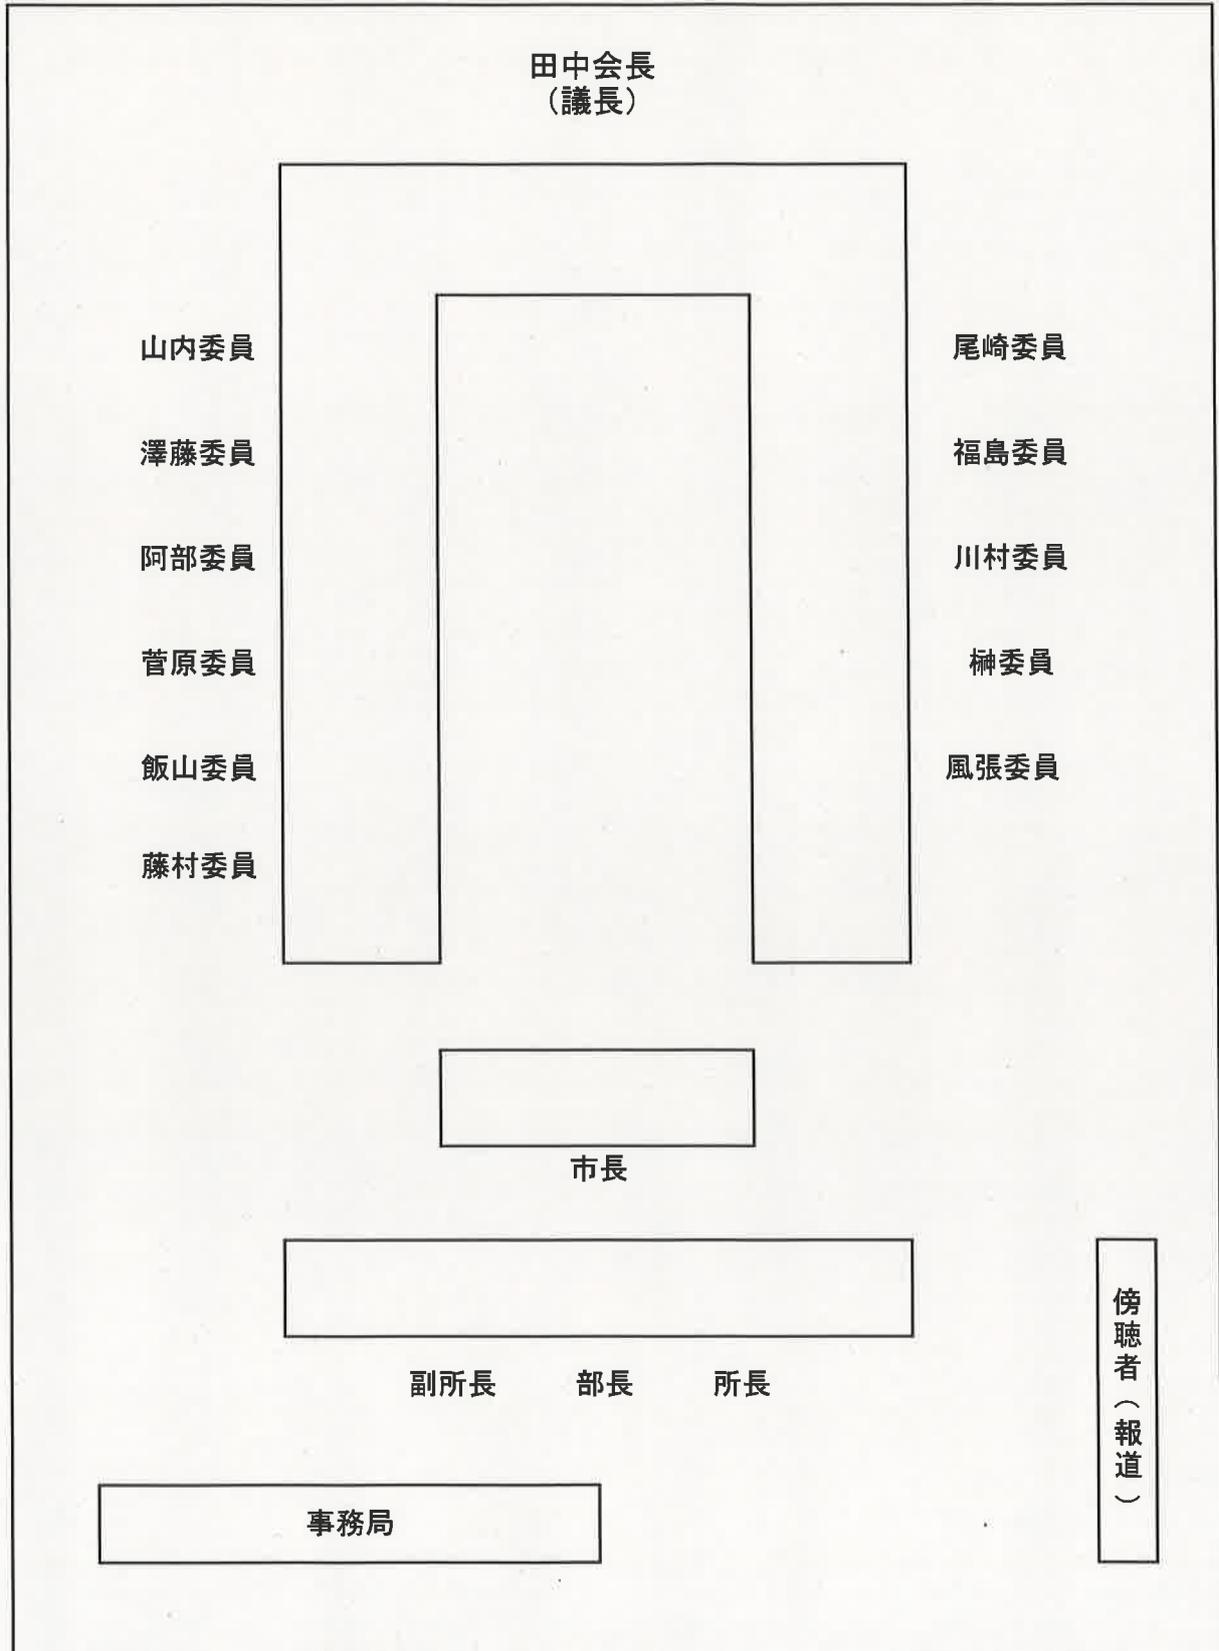 田中会長
（議長）
山内委員
尾崎委員
澤藤委員
福島委員
阿部委員
川村委員
菅原委員
榊委員
飯山委員
風張委員
藤村委員
市長
副所長 部長 所長
傍聴者（報道）
事務局